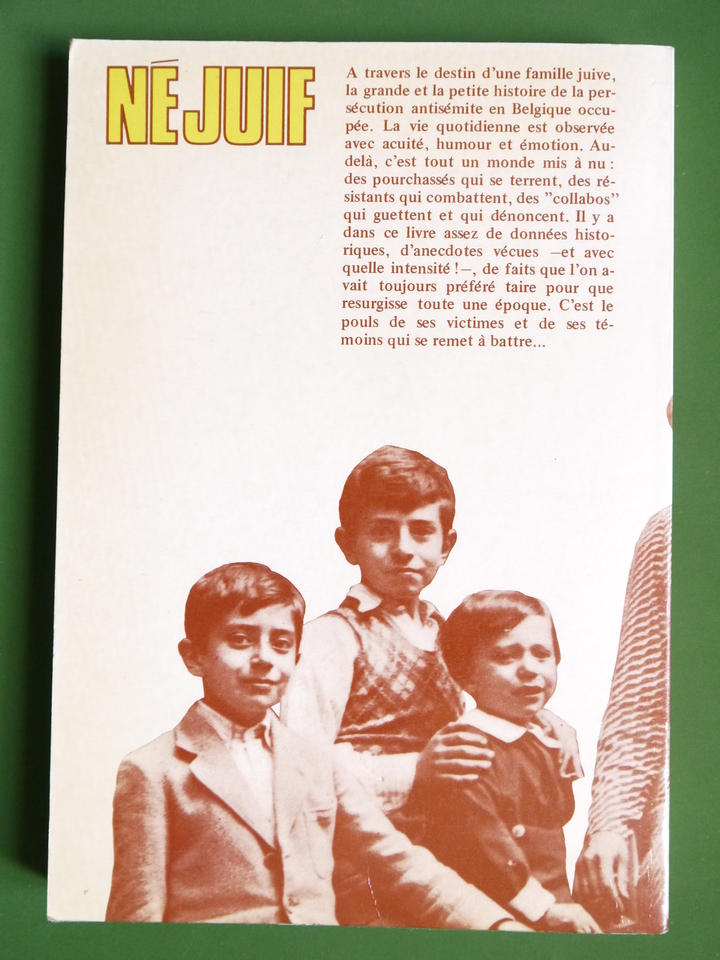 NÉ JUIF
A travers le destin d'une famille juive,
la grande et la petite histoire de la per-
sécution antisémite en Belgique occu-
pée. La vie quotidienne est observée
avec acuité, humour et émotion. Au-
delà, c'est tout un monde mis à nu :
des pourchassés qui se terrent, des ré-
sistants qui combattent, des "collabos"
qui guettent et qui dénoncent. Il y a
dans ce livre assez de données histo-
riques, d'anecdotes vécues —et avec
quelle intensité !—, de faits que l'on a-
vait toujours préféré taire pour que
resurgisse toute une époque. C'est le
pouls de ses victimes et de ses té-
moins qui se remet à battre...